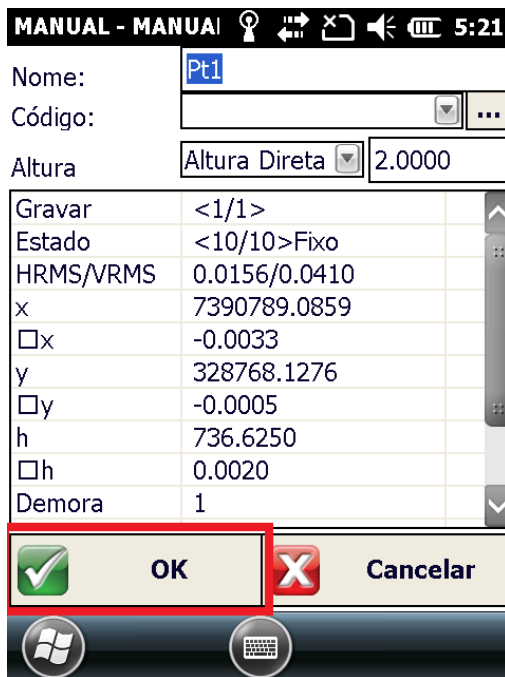 MANUAL - MANUAI 5:21
Nome: Pt1
Código: ...
Altura Altura Direta 2.0000
Gravar <1/1>
Estado <10/10>Fixo
HRMS/VRMS 0.0156/0.0410
x 7390789.0859
□x -0.0033
y 328768.1276
□y -0.0005
h 736.6250
□h 0.0020
Demora 1
OK Cancelar